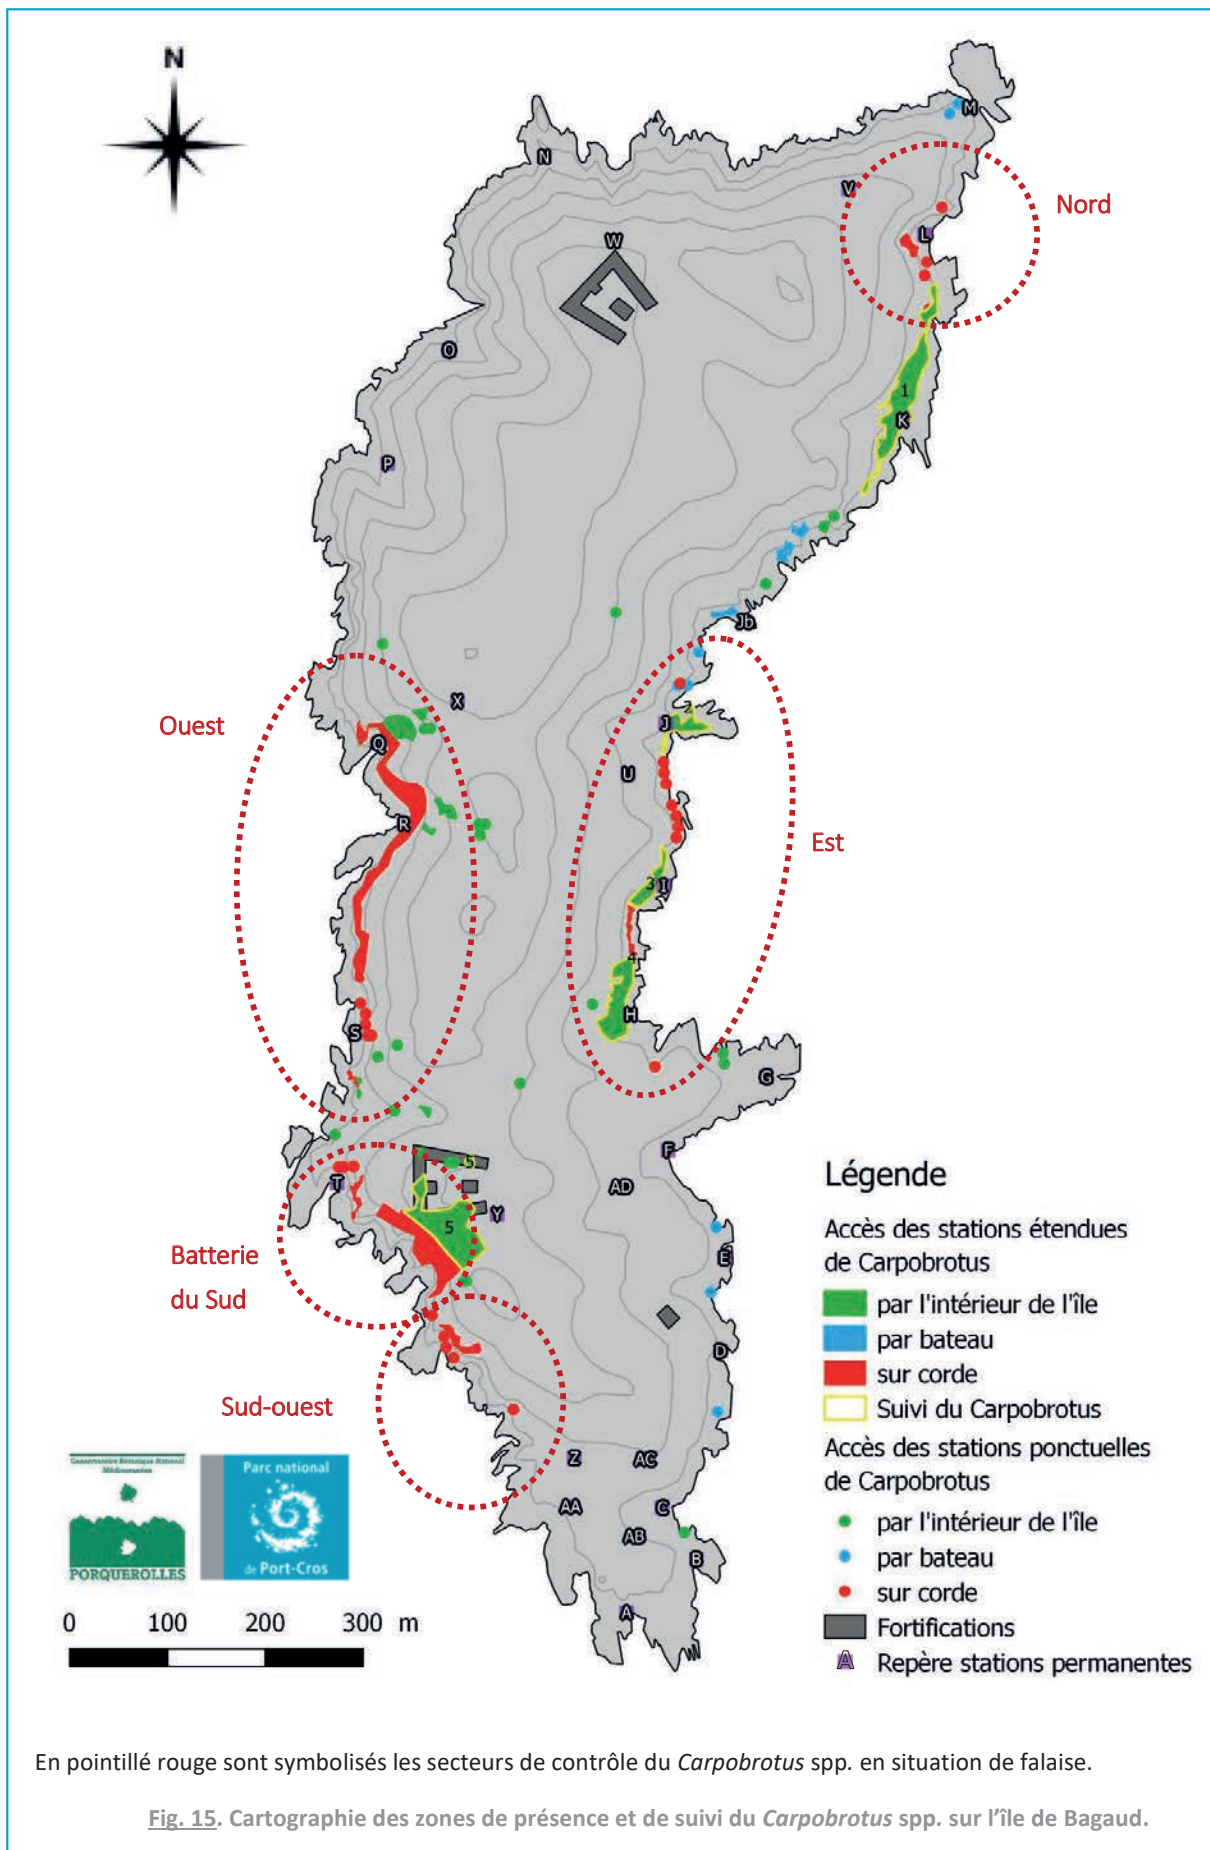 N
M
N
V
Nord
L
W
O
1
K
P
Jb
X
Ouest
2
J
Q
U
R
Est
3
I
4
H
S
G
F
5
T
AD
Y
5
Batterie
du Sud
E
D
Sud-ouest
Z
AC
AA
C
AB
B
A
Légende
Accès des stations étendues
de Carpobrotus
par l'intérieur de l'île
par bateau
sur corde
Suivi du Carpobrotus
Accès des stations ponctuelles
de Carpobrotus
par l'intérieur de l'île
par bateau
sur corde
Fortifications
A Repère stations permanentes
Conservatoire Botanique National
Méditerranéen
PORQUEROLLES
Parc national
de Port-Cros
0 100 200 300 m
En pointillé rouge sont symbolisés les secteurs de contrôle du Carpobrotus spp. en situation de falaise.
Fig. 15. Cartographie des zones de présence et de suivi du Carpobrotus spp. sur l'île de Bagaud.